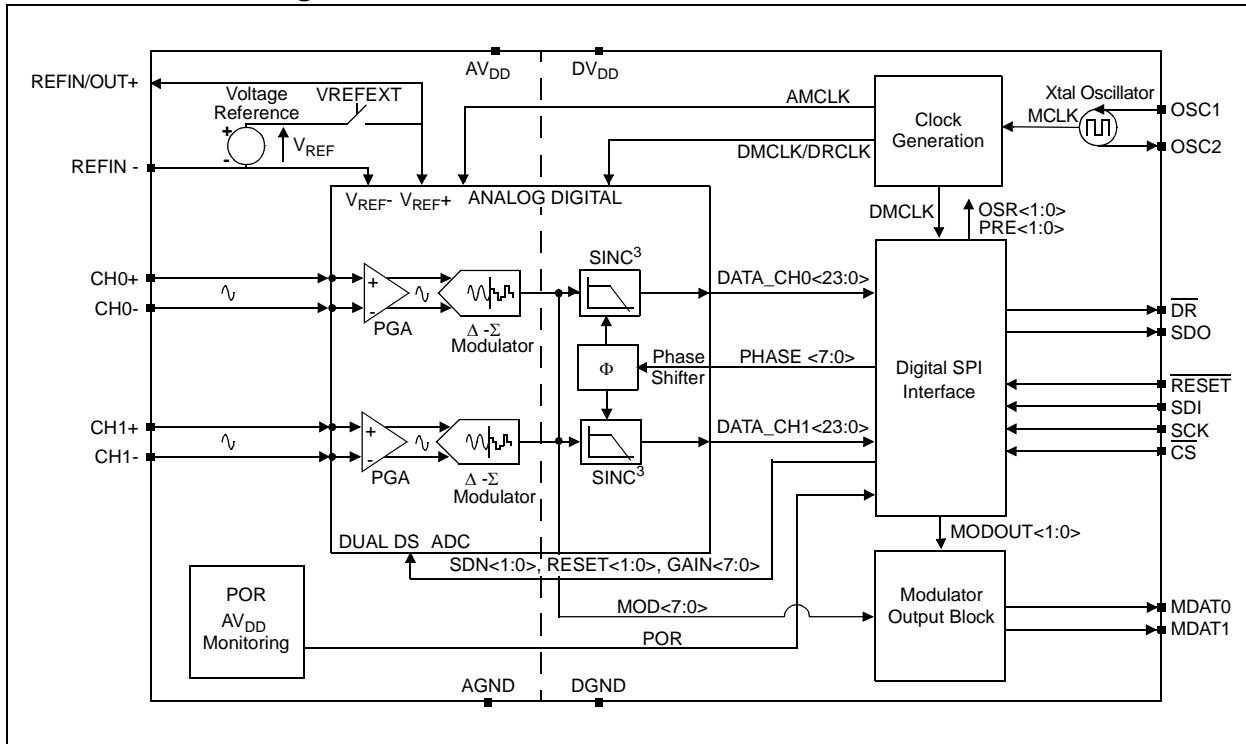 AVDD
DVDD
REFIN/OUT+
Voltage
Reference
VREFEXT
+
-
VREF
REFIN -
AMCLK
DMCLK/DRCLK
Clock
Generation
Xtal Oscillator
MCLK
OSC1
OSC2
VREF- VREF+
ANALOG DIGITAL
DMCLK
OSR<1:0>
PRE<1:0>
CH0+
CH0-
+
-
PGA
Δ -Σ
Modulator
SINC3
DATA_CH0<23:0>
Φ
Phase
Shifter
PHASE <7:0>
Digital SPI
Interface
DR
SDO
RESET
SDI
SCK
CS
CH1+
CH1-
+
-
PGA
Δ -Σ
Modulator
SINC3
DATA_CH1<23:0>
DUAL DS ADC
SDN<1:0>, RESET<1:0>, GAIN<7:0>
MODOUT<1:0>
POR
AVDD
Monitoring
MOD<7:0>
POR
Modulator
Output Block
MDAT0
MDAT1
AGND
DGND